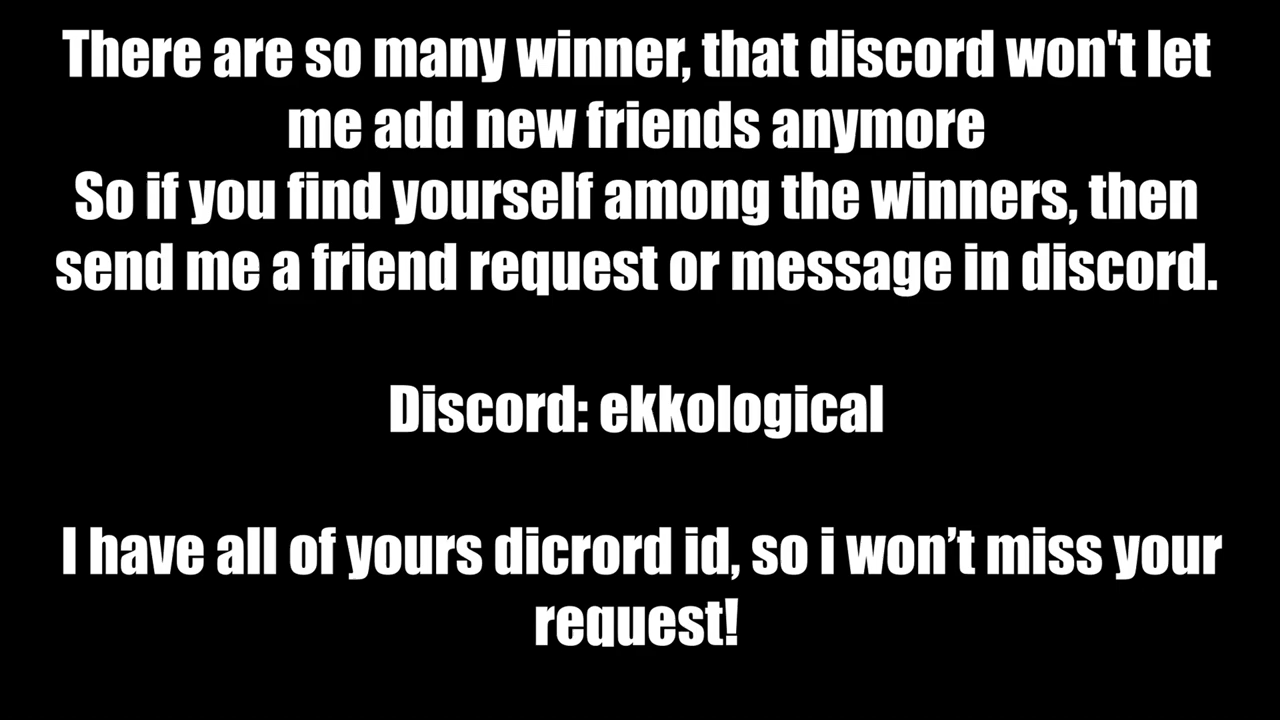 There are so many winner, that discord won't let
me add new friends anymore
So if you find yourself among the winners, then
send me a friend request or message in discord.
Discord: ekkological
I have all of yours dicrord id, so i won’t miss your
request!